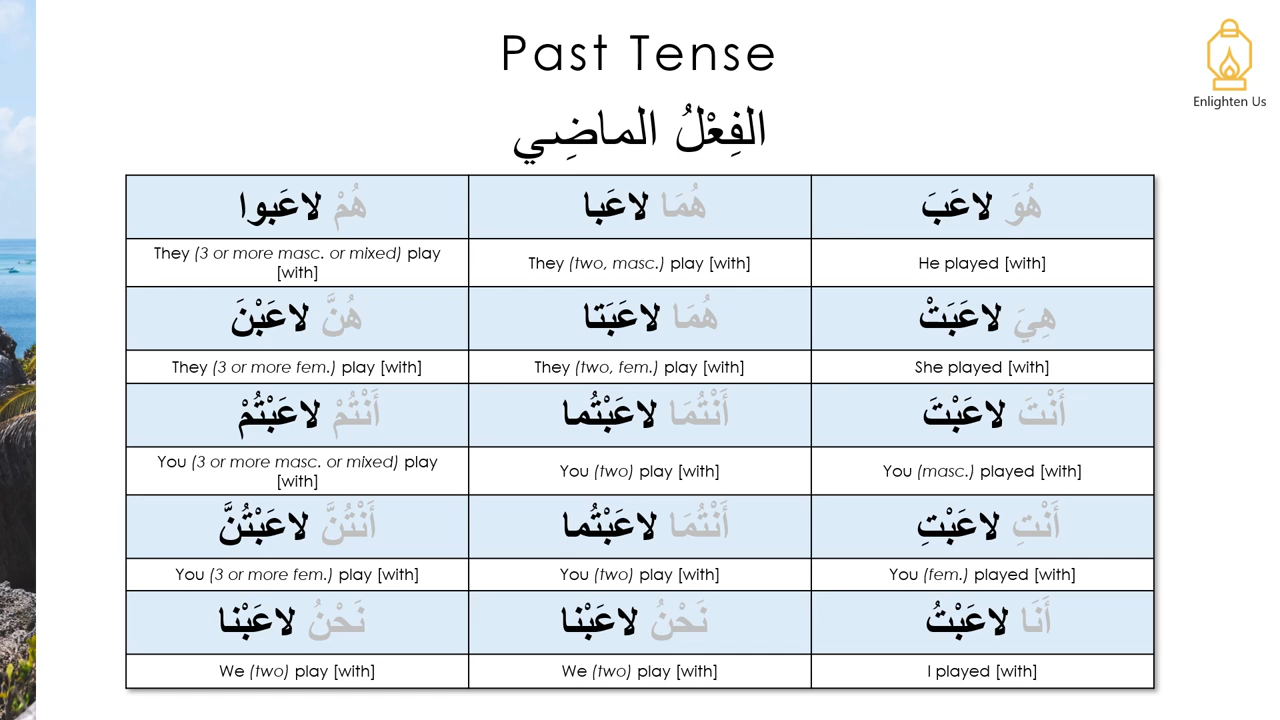 Past Tense
Enlighten Us
الفِعْلُ الماضِي
هُوَ لاعَبَ
هُمَا لاعَبا
هُمْ لاعَبوا
He played [with]
They (two, masc.) play [with]
They (3 or more masc. or mixed) play
[with]
هِيَ لاعَبَتْ
هُمَا لاعَبَتا
هُنَّ لاعَبْنَ
She played [with]
They (two, fem.) play [with]
They (3 or more fem.) play [with]
أَنْتَ لاعَبْتَ
أَنْتُمَا لاعَبْتُما
أَنْتُمْ لاعَبْتُمْ
You (masc.) played [with]
You (two) play [with]
You (3 or more masc. or mixed) play
[with]
أَنْتِ لاعَبْتِ
أَنْتُمَا لاعَبْتُما
أَنْتُنَّ لاعَبْتُنَّ
You (fem.) played [with]
You (two) play [with]
You (3 or more fem.) play [with]
أَنَا لاعَبْتُ
نَحْنُ لاعَبْنا
نَحْنُ لاعَبْنا
I played [with]
We (two) play [with]
We (two) play [with]